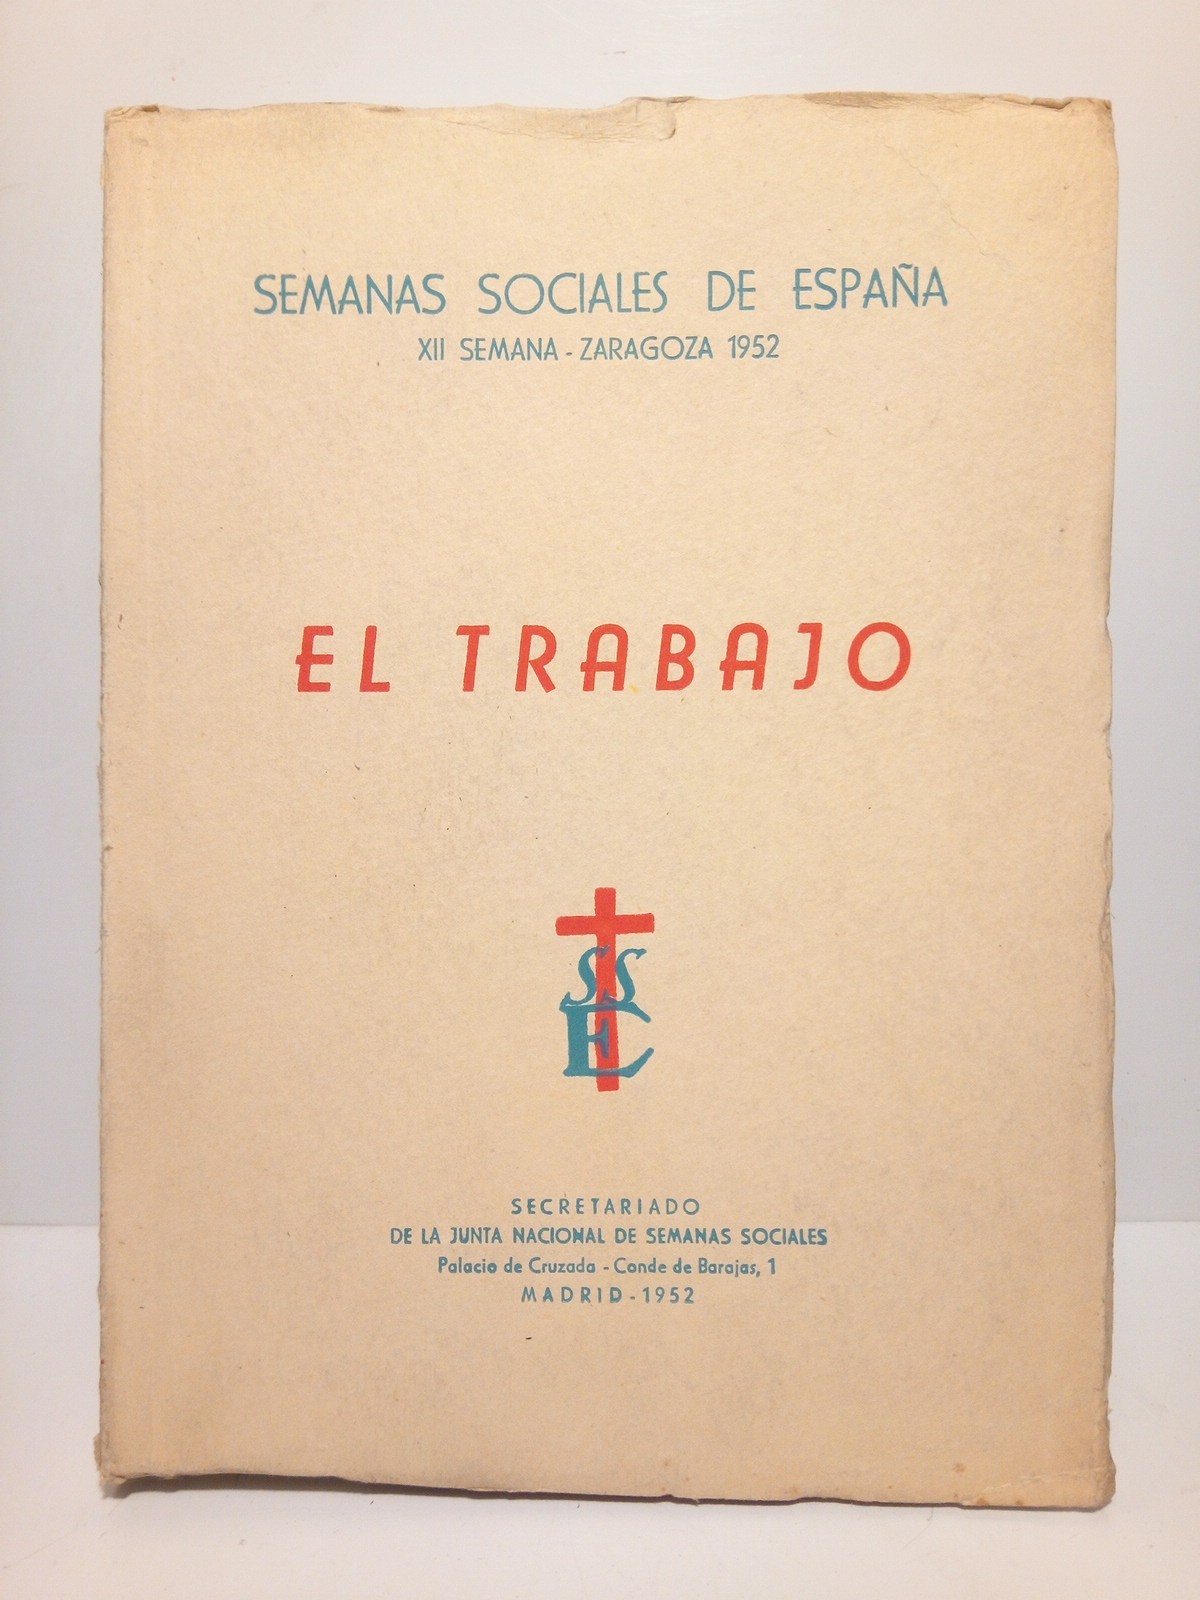 SEMANAS SOCIALES DE ESPAÑA
XII SEMANA - ZARAGOZA 1952
EL TRABAJO
SS
E
SECRETARIADO
DE LA JUNTA NACIONAL DE SEMANAS SOCIALES
Palacio de Cruzada - Conde de Barajas, 1
MADRID - 1952